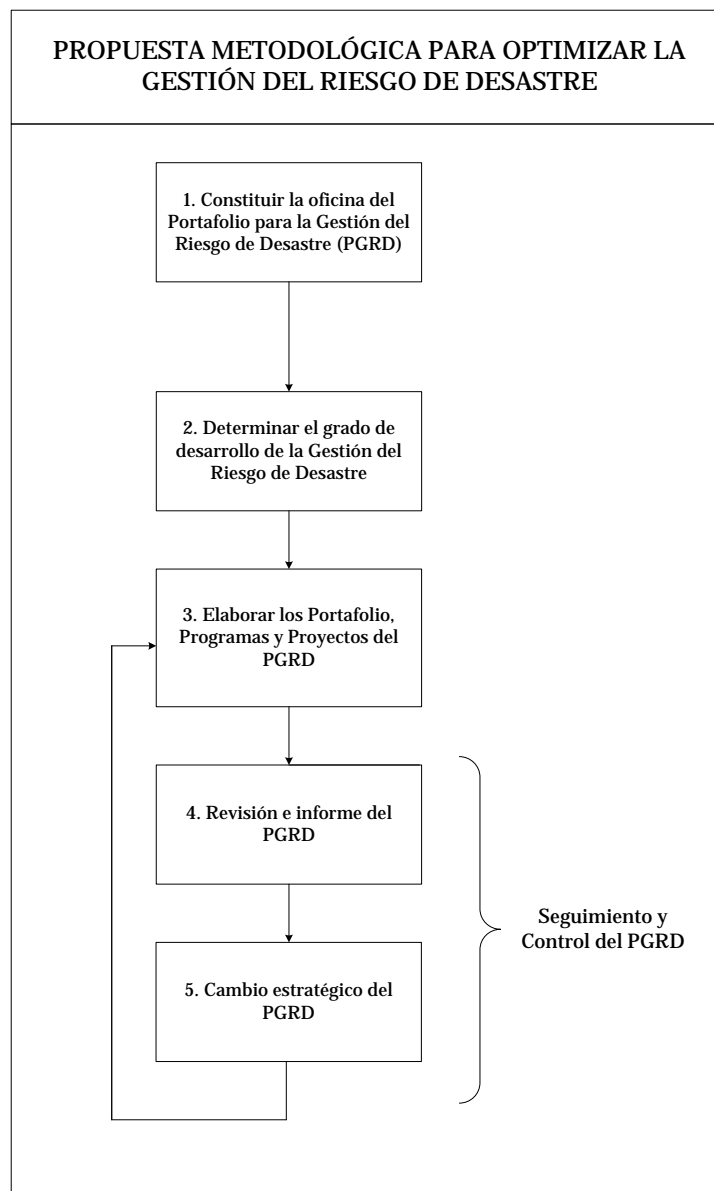 PROPUESTA METODOLÓGICA PARA OPTIMIZAR LA
GESTIÓN DEL RIESGO DE DESASTRE
1. Constituir la oficina del
Portafolio para la Gestión del
Riesgo de Desastre (PGRD)
2. Determinar el grado de
desarrollo de la Gestión del
Riesgo de Desastre
3. Elaborar los Portafolio,
Programas y Proyectos del
PGRD
4. Revisión e informe del
PGRD
5. Cambio estratégico del
PGRD
Seguimiento y
Control del PGRD